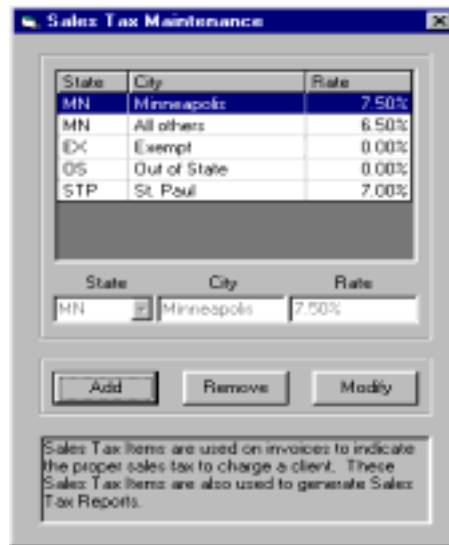 Sales Tax Maintenance
State City Rate
MN Minneapolis 7.50%
MN All others 6.50%
EX Exempt 0.00%
OS Out of State 0.00%
STP St. Paul 7.00%
State City Rate
MN Minneapolis 7.50%
Add Remove Modify
Sales Tax Items are used on invoices to indicate
the proper sales tax to charge a client. These
Sales Tax Items are also used to generate Sales
Tax Reports.